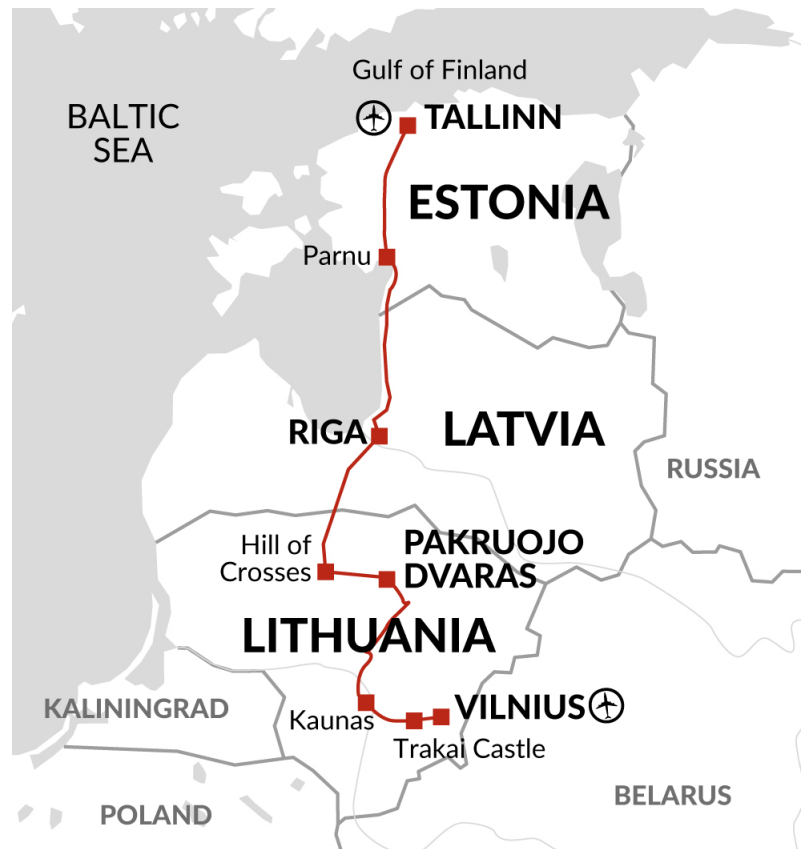 Gulf of Finland
BALTIC
SEA
TALLINN
ESTONIA
Parnu
RIGA
LATVIA
RUSSIA
Hill of
Crosses
PAKRUOJO
DVARAS
LITHUANIA
KALININGRAD
Kaunas
VILNIUS
Trakai Castle
POLAND
BELARUS